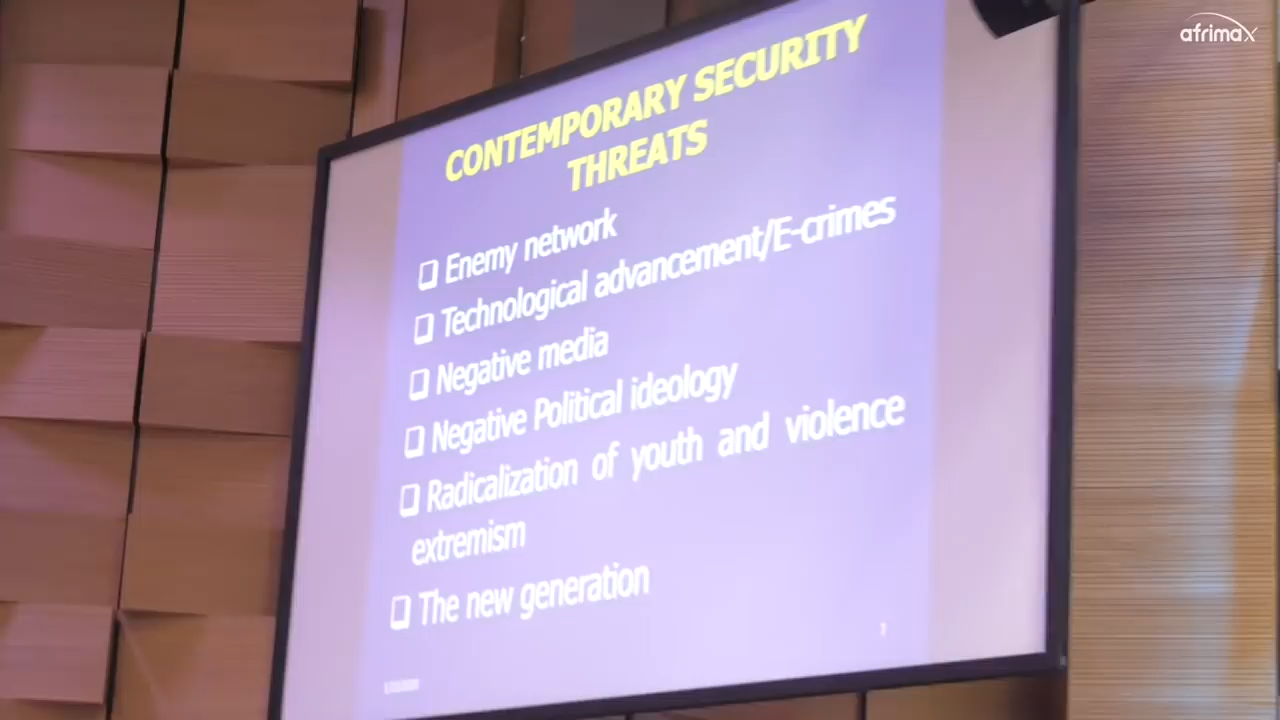 afrimax
CONTEMPORARY SECURITY
THREATS
❑ Enemy network
❑ Technological advancement/E-crimes
❑ Negative media
❑ Negative Political ideology
❑ Radicalization of youth and violence
extremism
❑ The new generation
7